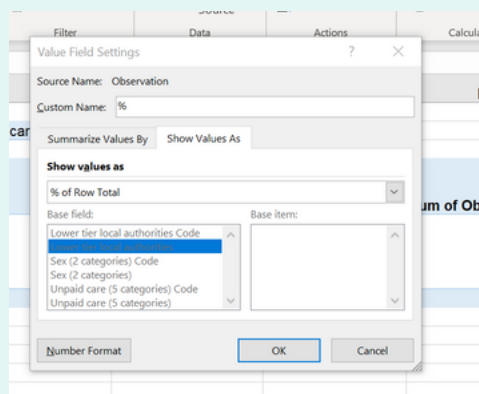 Source
Filter Data Actions Calcula
Value Field Settings ? ×
Source Name: Observation
Custom Name: %
car
Summarize Values By Show Values As
Show values as
% of Row Total
um of Ob
Base field: Base item:
Lower tier local authorities Code
Lower tier local authorities
Sex (2 categories) Code
Sex (2 categories)
Unpaid care (5 categories) Code
Unpaid care (5 categories)
Number Format OK Cancel